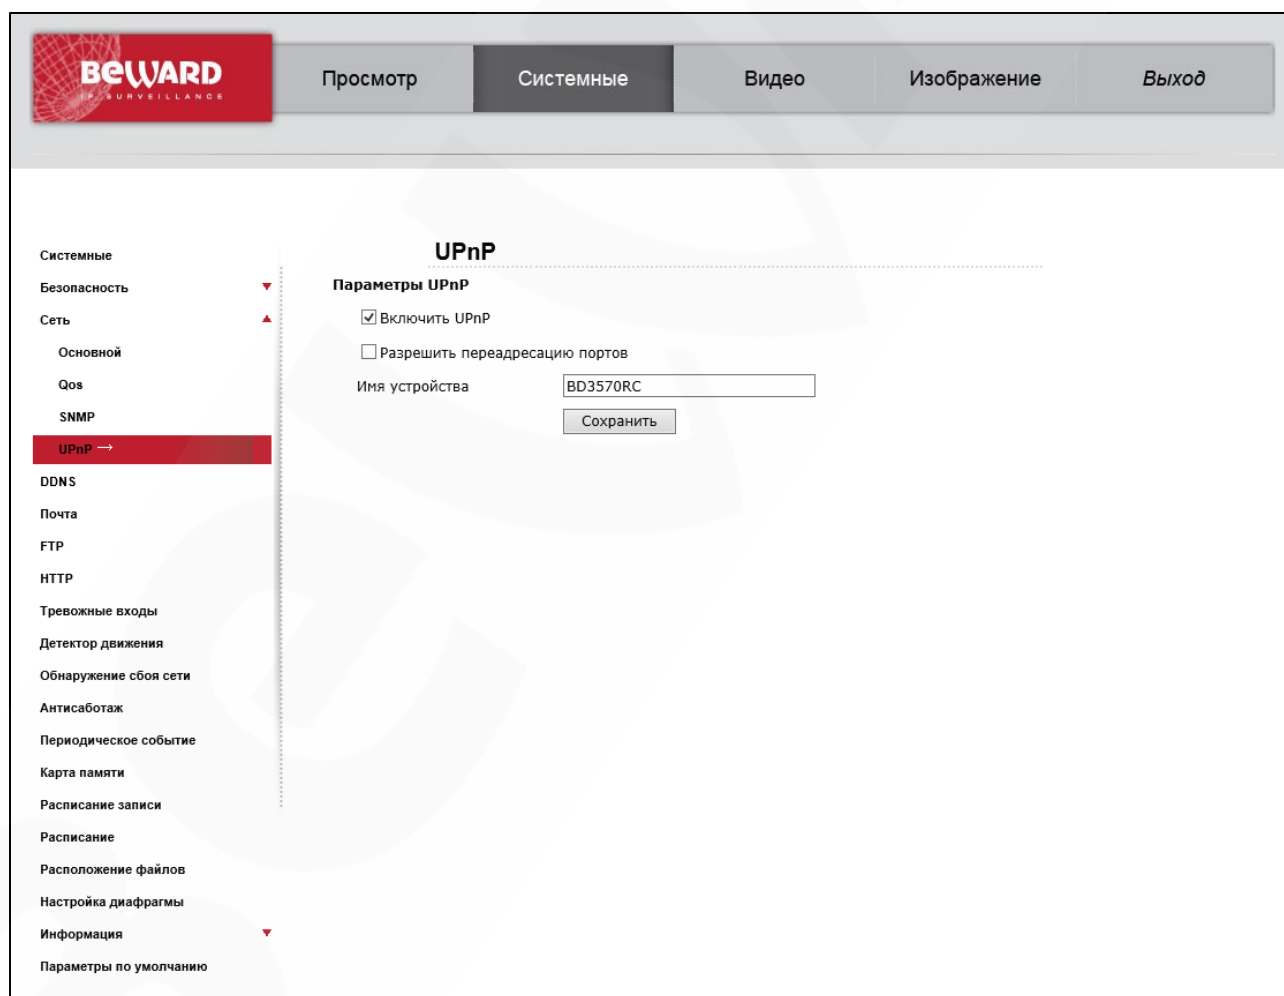 BEWARD
IP SURVEILLANCE
Просмотр
Системные
Видео
Изображение
Выход
UPnP
Системные
Безопасность
Сеть
Основной
Qos
SNMP
UPnP →
DDNS
Почта
FTP
HTTP
Тревожные входы
Детектор движения
Обнаружение сбоя сети
Антисаботаж
Периодическое событие
Карта памяти
Расписание записи
Расписание
Расположение файлов
Настройка диафрагмы
Информация
Параметры по умолчанию
Параметры UPnP
Включить UPnP
Разрешить переадресацию портов
Имя устройства BD3570RC
Сохранить